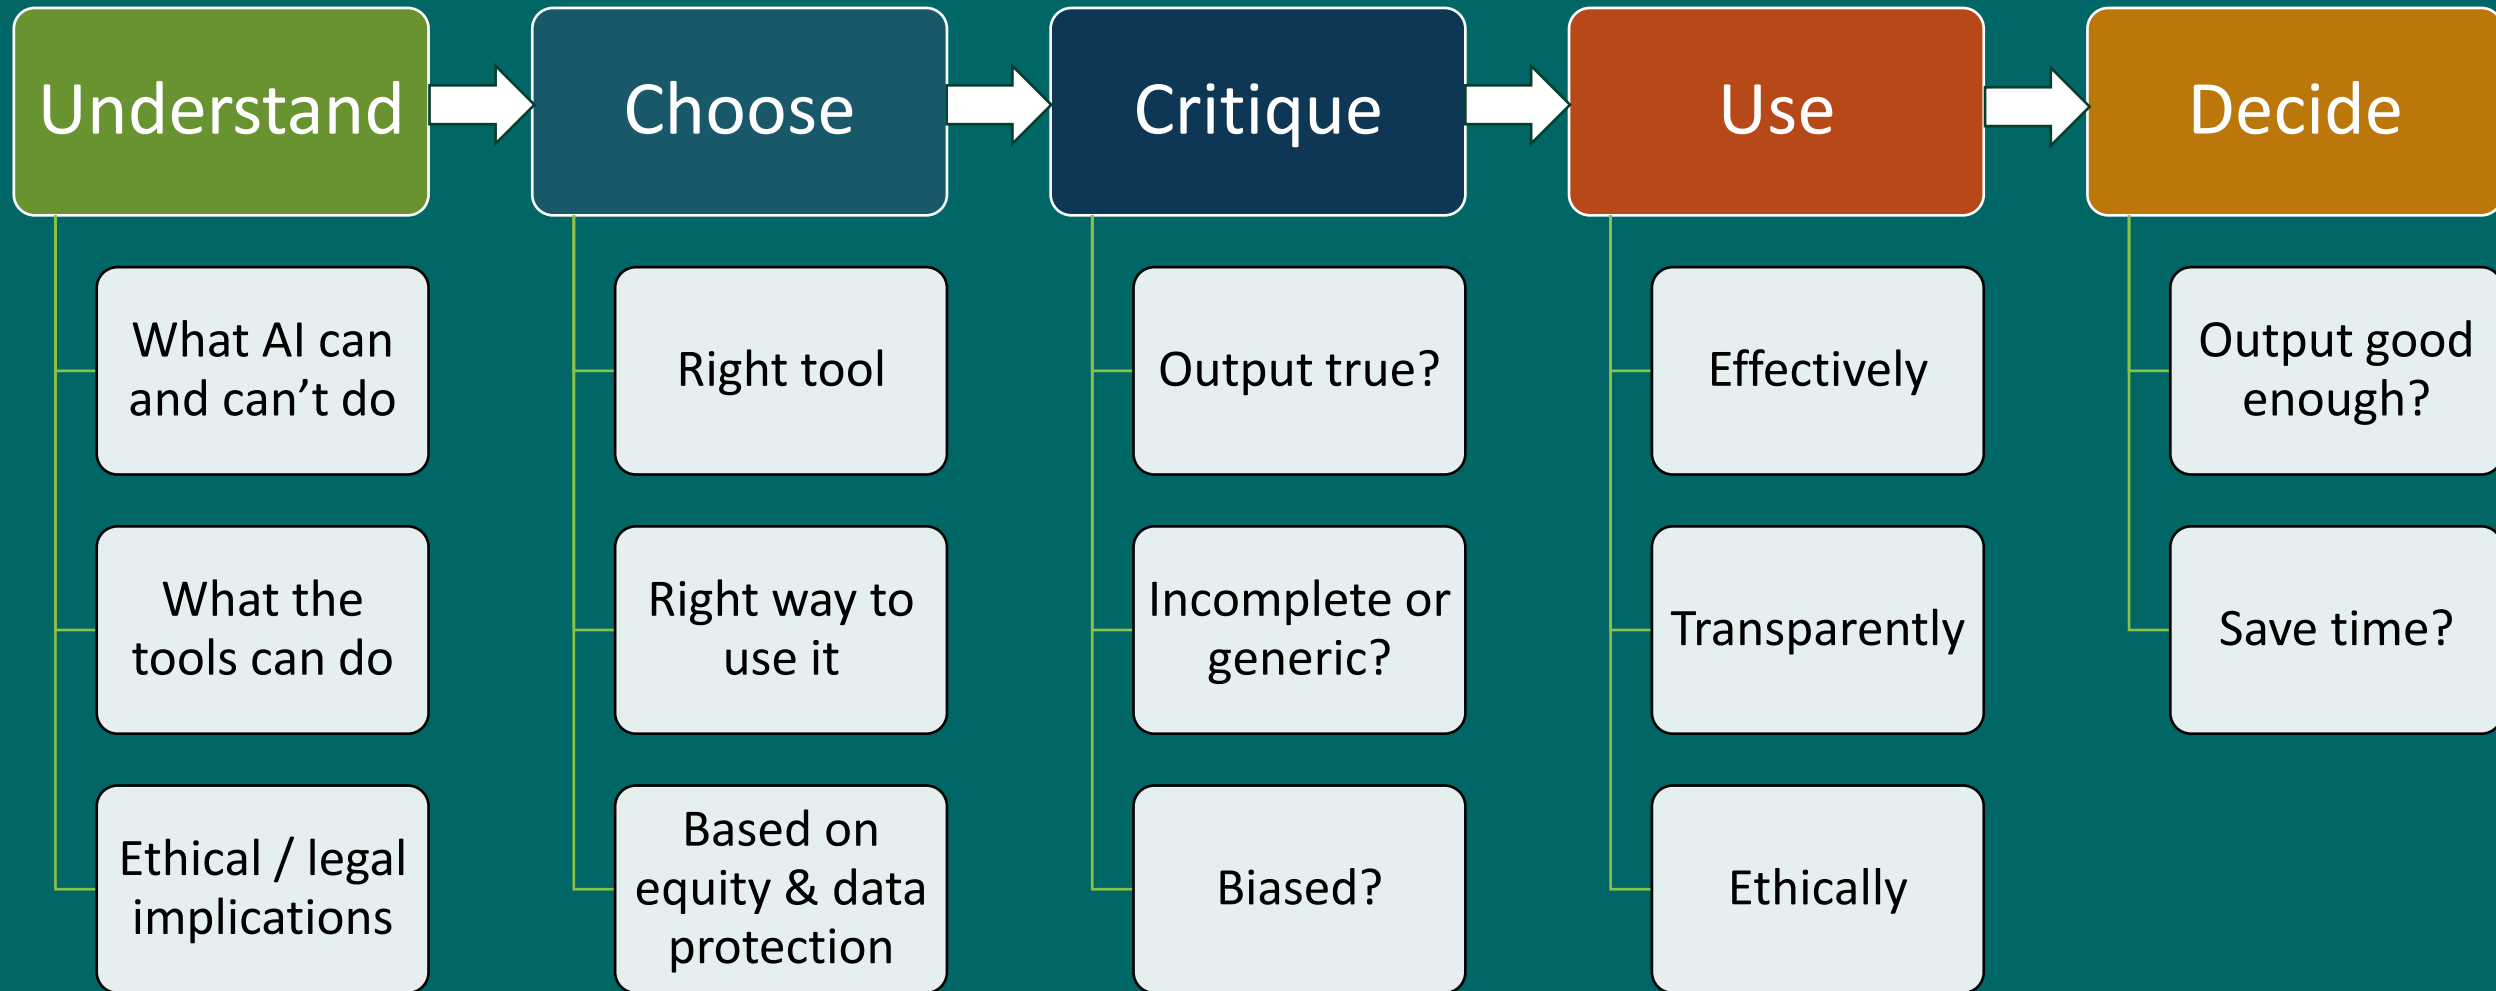 Understand
Choose
Critique
Use
Decide
What AI can
and can't do
What the
tools can do
Ethical / legal
implications
Right tool
Right way to
use it
Based on
equity & data
protection
Output true?
Incomplete or
generic?
Biased?
Effectively
Transparently
Ethically
Output good
enough?
Save time?